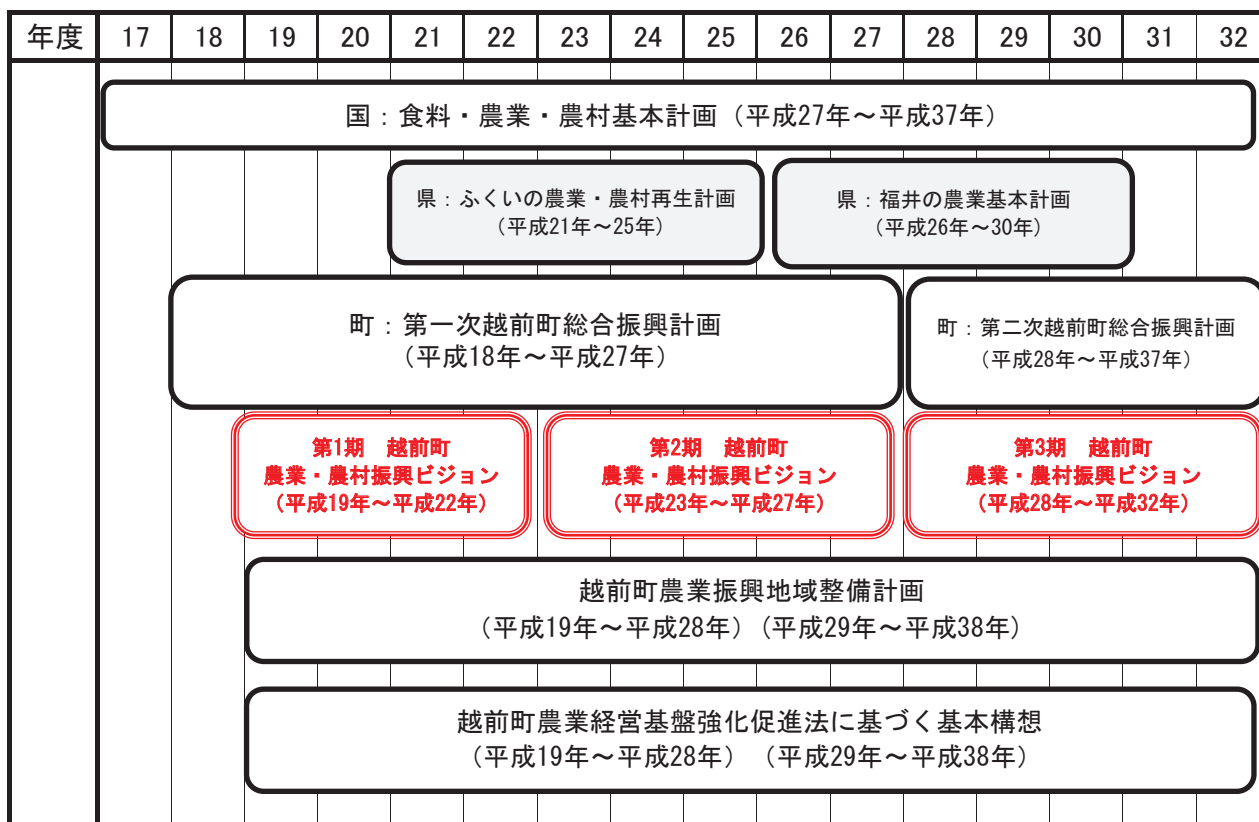 年度 17 18 19 20 21 22 23 24 25 26 27 28 29 30 31 32
国：食料・農業・農村基本計画（平成27年～平成37年）
県：ふくいの農業・農村再生計画
（平成21年～25年）
県：福井の農業基本計画
（平成26年～30年）
町：第一次越前町総合振興計画
（平成18年～平成27年）
町：第二次越前町総合振興計画
（平成28年～平成37年）
第1期　越前町
農業・農村振興ビジョン
（平成19年～平成22年）
第2期　越前町
農業・農村振興ビジョン
（平成23年～平成27年）
第3期　越前町
農業・農村振興ビジョン
（平成28年～平成32年）
越前町農業振興地域整備計画
（平成19年～平成28年）（平成29年～平成38年）
越前町農業経営基盤強化促進法に基づく基本構想
（平成19年～平成28年）　（平成29年～平成38年）